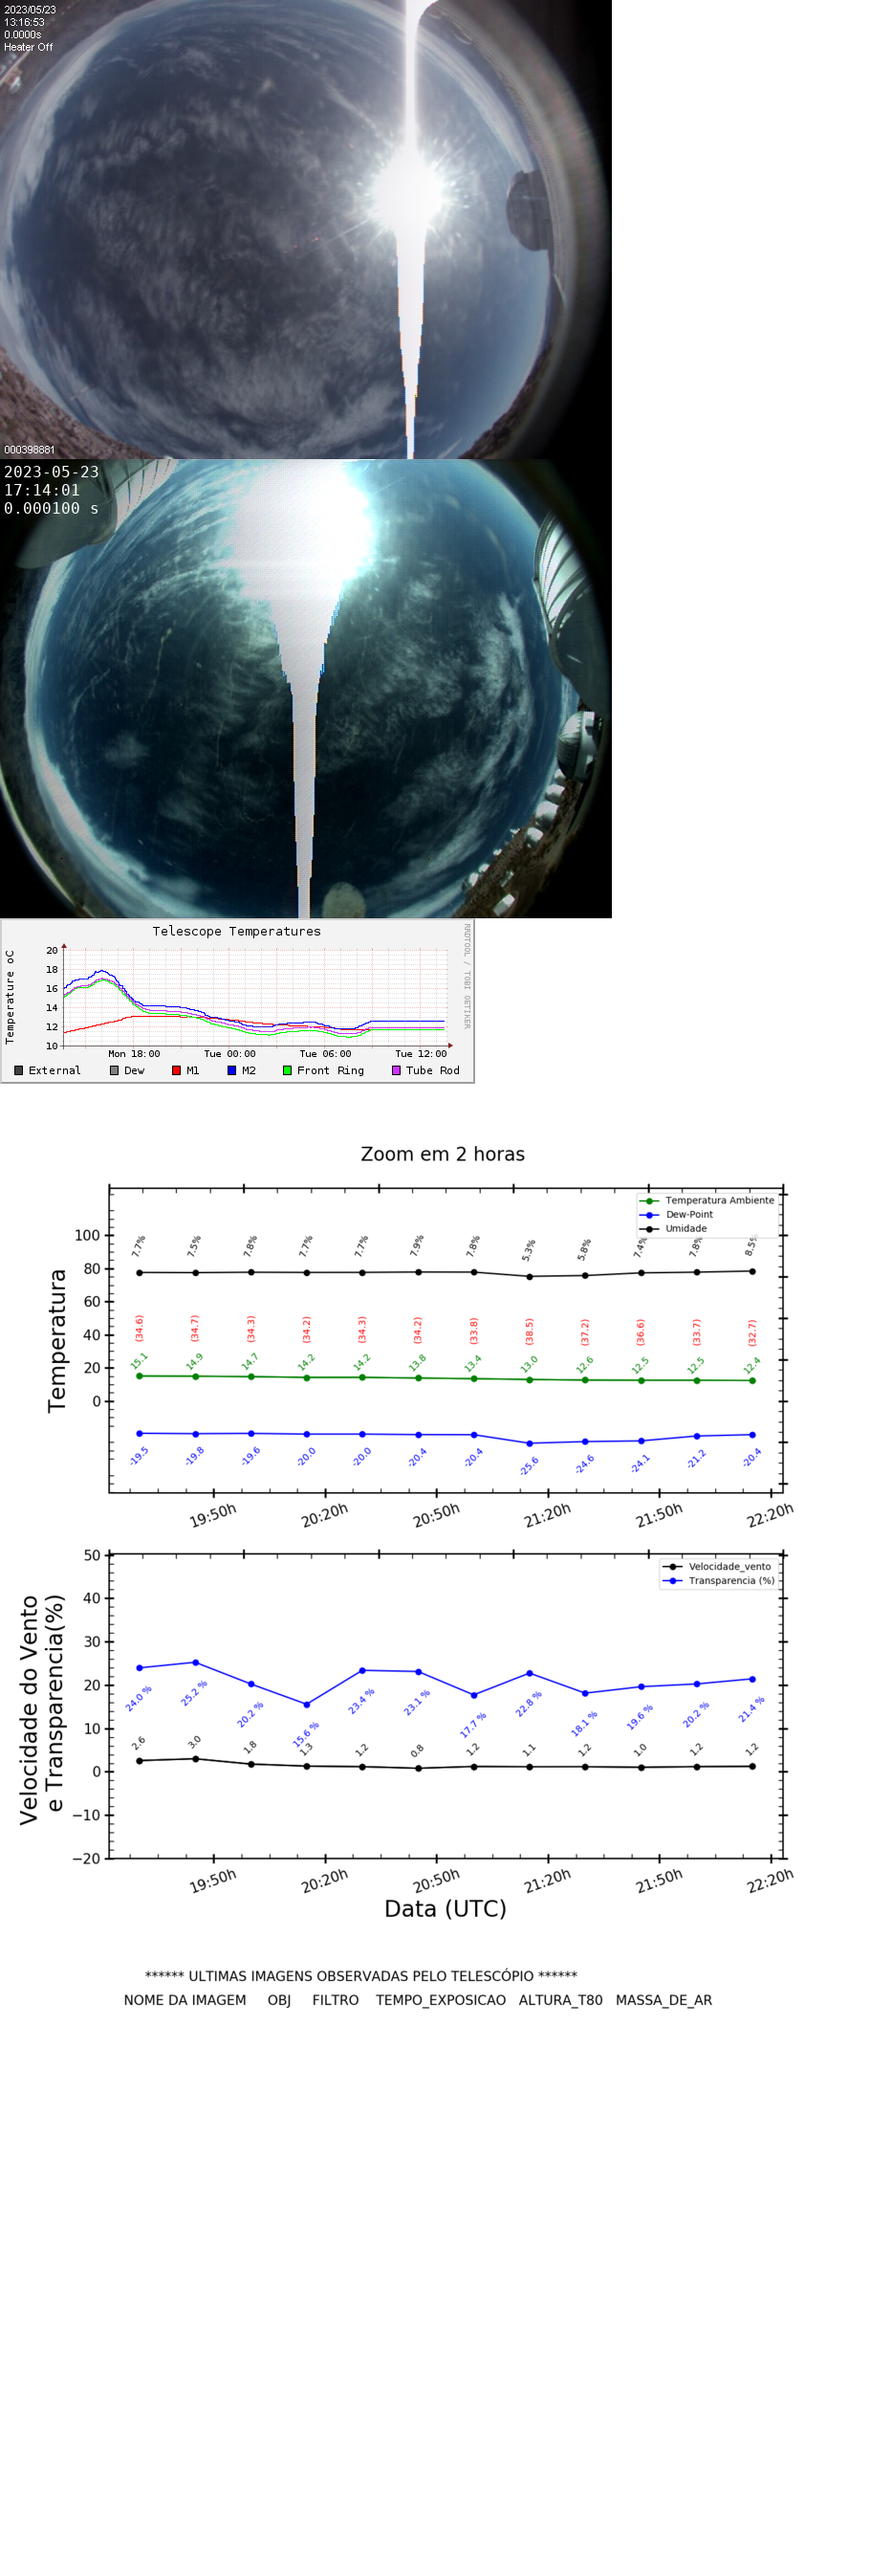 2023/05/23
13:16:53
0.0000s
Heater Off
000398881
2023-05-23
17:14:01
0.000100 s
Telescope Temperatures
RRDTOOL / TOBI OETIKER
Temperature oC
20
18
16
14
12
10
Mon 18:00 Tue 00:00 Tue 06:00 Tue 12:00
External Dew M1 M2 Front Ring Tube Rod
Zoom em 2 horas
Temperatura Ambiente
Dew-Point
Umidade
Temperatura
100
80
60
40
20
0
7.7% 7.5% 7.8% 7.7% 7.7% 7.9% 7.8% 5.3% 5.8% 7.4% 7.8% 8.5%
(34.6) (34.7) (34.3) (34.2) (34.3) (34.2) (33.8) (38.5) (37.2) (36.6) (33.7) (32.7)
15.1 14.9 14.7 14.2 14.2 13.8 13.4 13.0 12.6 12.5 12.5 12.4
-19.5 -19.8 -19.6 -20.0 -20.0 -20.4 -20.4 -25.6 -24.6 -24.1 -21.2 -20.4
19:50h 20:20h 20:50h 21:20h 21:50h 22:20h
Velocidade_vento
Transparencia (%)
Velocidade do Vento
e Transparencia(%)
50
40
30
20
10
0
−10
−20
24.0 % 25.2 % 20.2 % 15.6 % 23.4 % 23.1 % 17.7 % 22.8 % 18.1 % 19.6 % 20.2 % 21.4 %
2.6 3.0 1.8 1.3 1.2 0.8 1.2 1.1 1.2 1.0 1.2 1.2
19:50h 20:20h 20:50h 21:20h 21:50h 22:20h
Data (UTC)
****** ULTIMAS IMAGENS OBSERVADAS PELO TELESCÓPIO ******
NOME DA IMAGEM OBJ FILTRO TEMPO_EXPOSICAO ALTURA_T80 MASSA_DE_AR